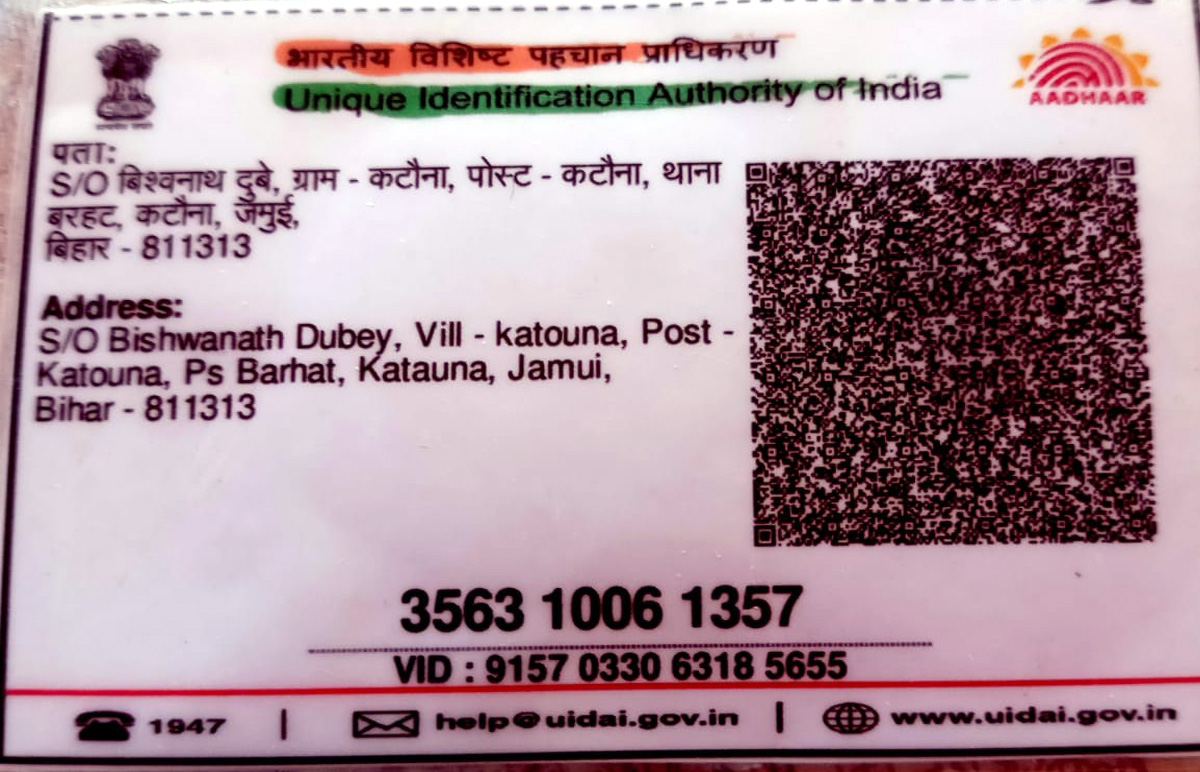 भारतीय विशिष्ट पहचान प्राधिकरण
Unique Identification Authority of India
AADHAAR
पता:
S/O बिश्वनाथ दुबे, ग्राम - कटौना, पोस्ट - कटौना, थाना
बरहट, कटौना, जमुई,
बिहार - 811313
Address:
S/O Bishwanath Dubey, Vill - katouna, Post -
Katouna, Ps Barhat, Katauna, Jamui,
Bihar - 811313
3563 1006 1357
VID : 9157 0330 6318 5655
1947 | help@uidai.gov.in | www.uidai.gov.in